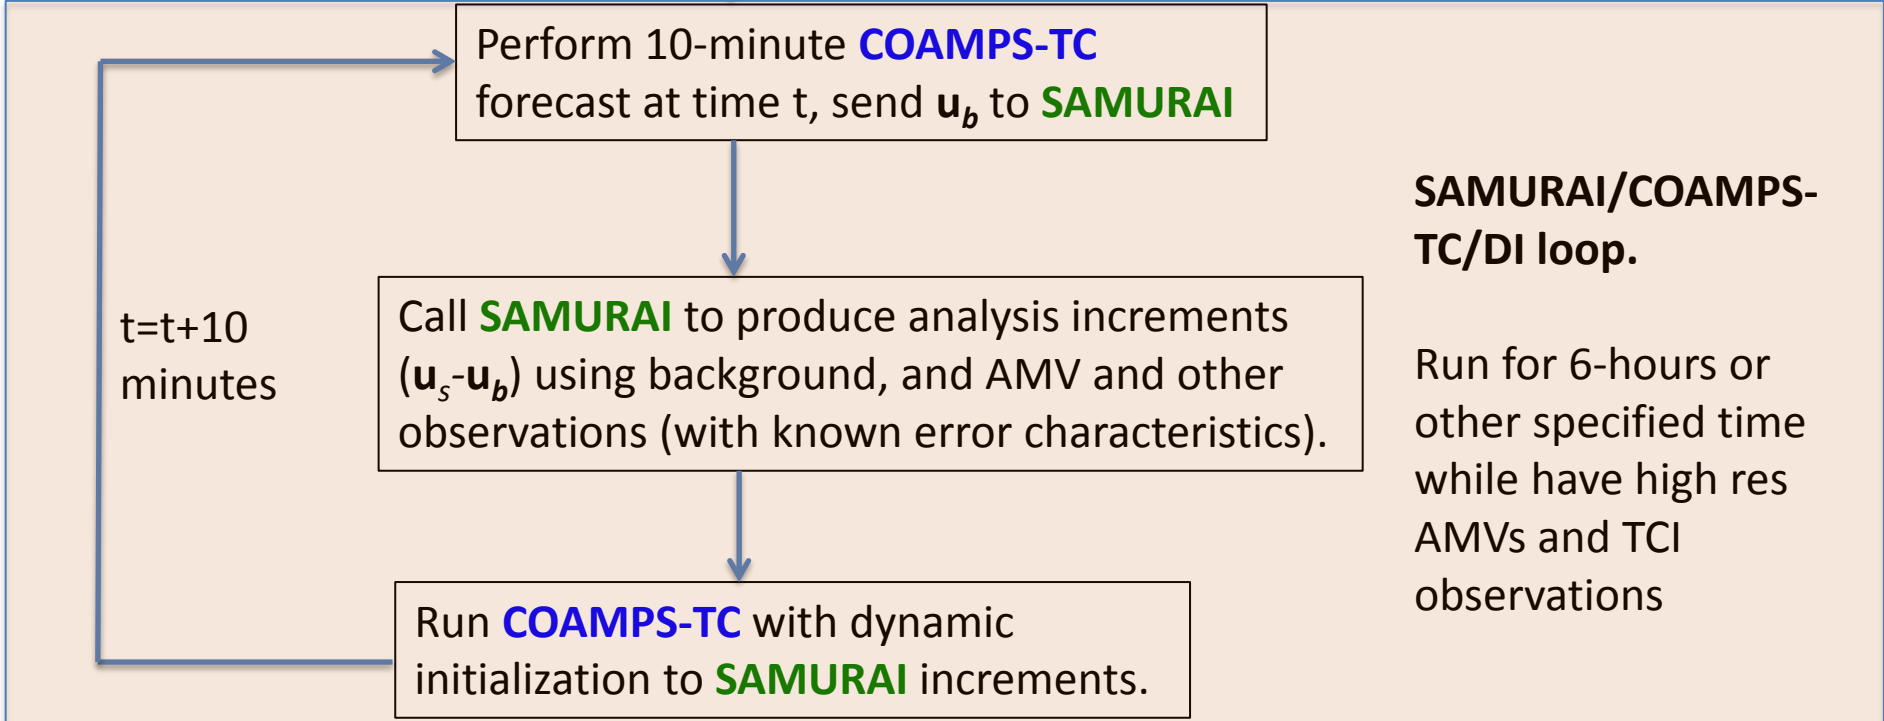 Perform 10-minute COAMPS-TC
forecast at time t, send u_b to SAMURAI
SAMURAI/COAMPS-
TC/DI loop.
t=t+10
minutes
Call SAMURAI to produce analysis increments
(u_s-u_b) using background, and AMV and other
observations (with known error characteristics).
Run for 6-hours or
other specified time
while have high res
AMVs and TCI
observations
Run COAMPS-TC with dynamic
initialization to SAMURAI increments.